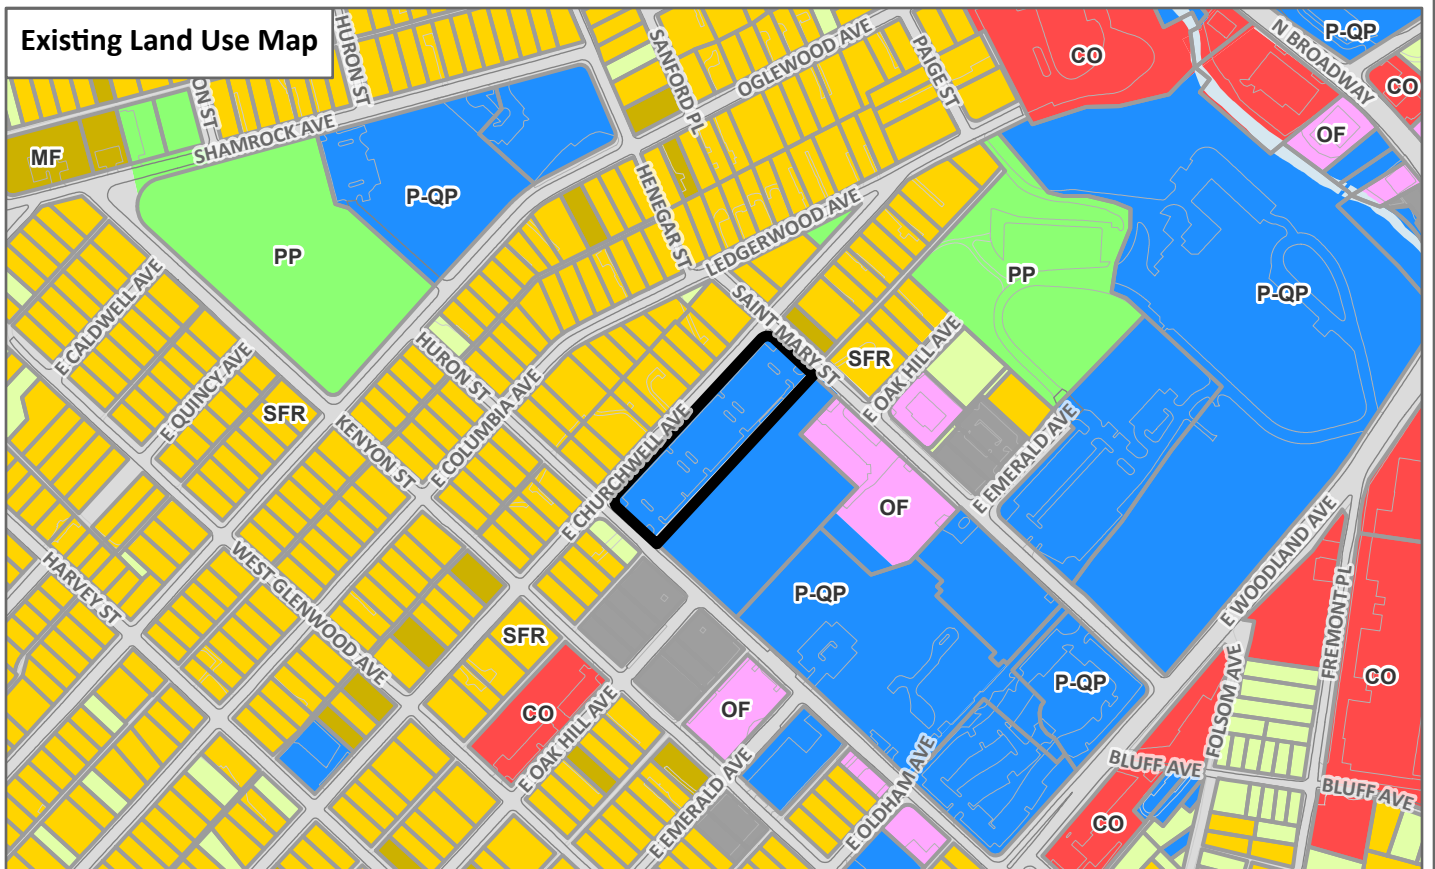 Existing Land Use Map
HURON ST
ON ST
SANFORD PL
OGLEWOOD AVE
PAIGE ST
CO
N BROADWAY
P-QP
CO
OF
SHAMROCK AVE
MF
P-QP
HENEGAR ST
LEDGERWOOD AVE
PP
PP
P-QP
E CALDWELL AVE
SAINT MARY ST
E QUINCY AVE
HURON ST
SFR
E OAK HILL AVE
SFR
KENYON ST
E COLUMBIA AVE
E CHURCHWELL AVE
E EMERALD AVE
OF
HARVEY ST
WEST GLENWOOD AVE
P-QP
E WOODLAND AVE
FREMONT PL
SFR
P-QP
CO
FOLSOM AVE
CO
OF
E OAK HILL AVE
E EMERALD AVE
E OLDHAM AVE
BLUFF AVE
BLUFF AVE
CO